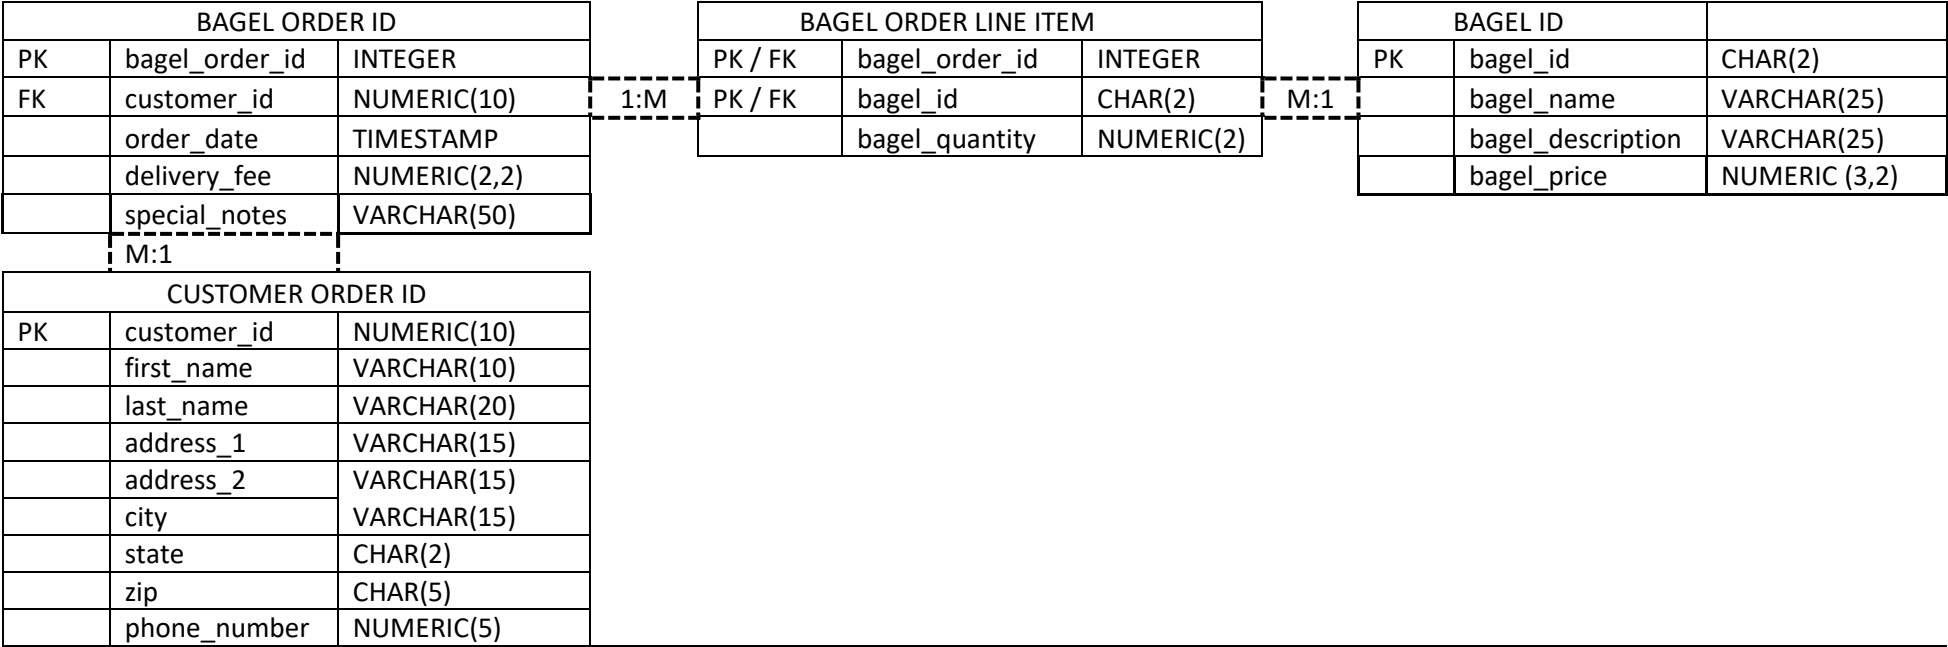 BAGEL ORDER ID
PK bagel_order_id INTEGER
FK customer_id NUMERIC(10)
order_date TIMESTAMP
delivery_fee NUMERIC(2,2)
special_notes VARCHAR(50)
1:M
BAGEL ORDER LINE ITEM
PK / FK bagel_order_id INTEGER
PK / FK bagel_id CHAR(2)
bagel_quantity NUMERIC(2)
M:1
BAGEL ID
PK bagel_id CHAR(2)
bagel_name VARCHAR(25)
bagel_description VARCHAR(25)
bagel_price NUMERIC (3,2)
M:1
CUSTOMER ORDER ID
PK customer_id NUMERIC(10)
first_name VARCHAR(10)
last_name VARCHAR(20)
address_1 VARCHAR(15)
address_2 VARCHAR(15)
city VARCHAR(15)
state CHAR(2)
zip CHAR(5)
phone_number NUMERIC(5)